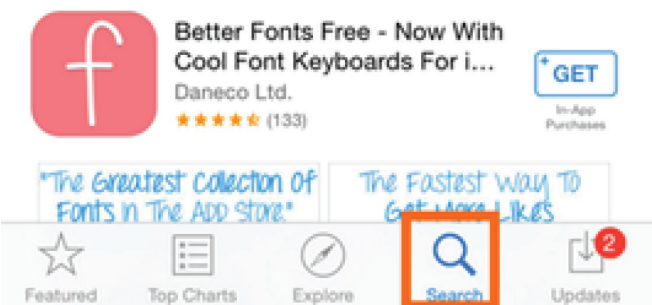 Better Fonts Free - Now With
Cool Font Keyboards For i...
Daneco Ltd.
(133)
+ GET
In-App
Purchases
"The Greatest Collection Of
Fonts in The App Store"
The Fastest Way To
Get More Likes
2
Featured
Top Charts
Explore
Search
Updates